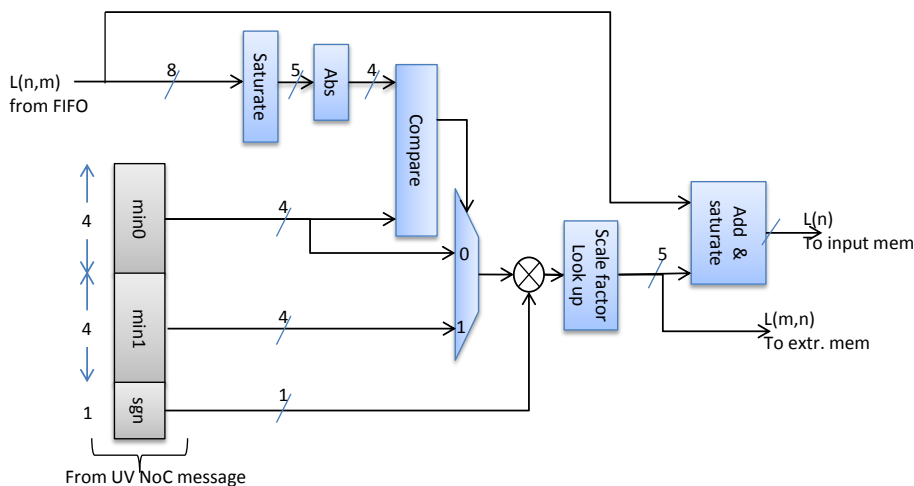 L(n,m)
from FIFO
8
Saturate
5
Abs
4
Compare
4
min0
4
0
Scale factor
Look up
5
Add &
saturate
L(n)
To input mem
4
min1
4
1
L(m,n)
To extr. mem
1
sgn
1
From UV NoC message